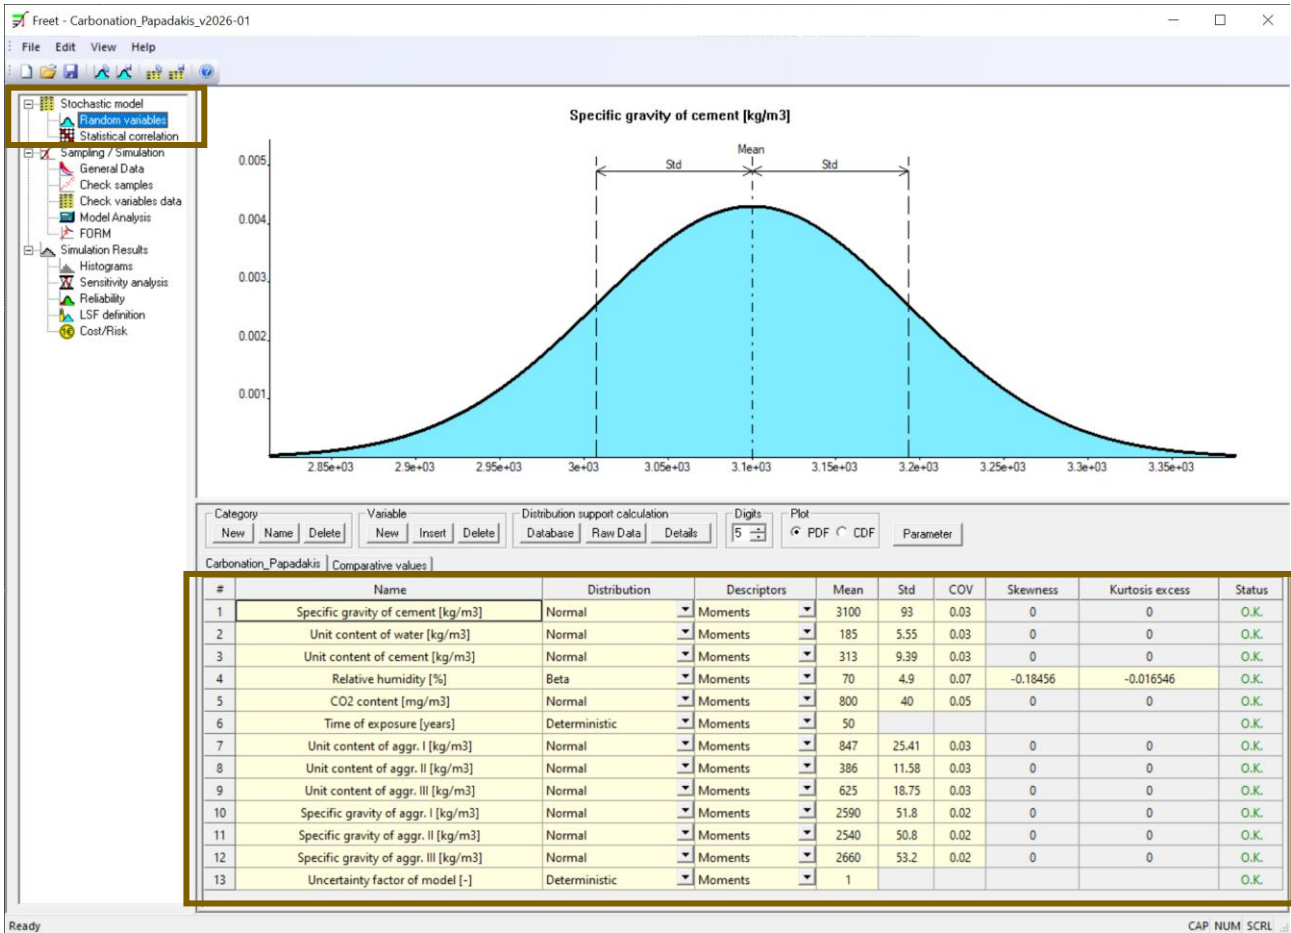 Freet - Carbonation_Papadakis_v2026-01
File Edit View Help
Stochastic model
Random variables
Statistical correlation
Sampling / Simulation
General Data
Check samples
Check variables data
Model Analysis
FORM
Simulation Results
Histograms
Sensitivity analysis
Reliability
LSF definition
Cost/Risk
Specific gravity of cement [kg/m3]
Mean
Std Std
0.005
0.004
0.003
0.002
0.001
2.85e+03 2.9e+03 2.95e+03 3e+03 3.05e+03 3.1e+03 3.15e+03 3.2e+03 3.25e+03 3.3e+03 3.35e+03
Category Variable Distribution support calculation Digits Plot
New Name Delete New Insert Delete Database Raw Data Details 5 PDF CDF Parameter
Carbonation_Papadakis Comparative values
# Name Distribution Descriptors Mean Std COV Skewness Kurtosis excess Status
1 Specific gravity of cement [kg/m3] Normal Moments 3100 93 0.03 0 0 O.K.
2 Unit content of water [kg/m3] Normal Moments 185 5.55 0.03 0 0 O.K.
3 Unit content of cement [kg/m3] Normal Moments 313 9.39 0.03 0 0 O.K.
4 Relative humidity [%] Beta Moments 70 4.9 0.07 -0.18456 -0.016546 O.K.
5 CO2 content [mg/m3] Normal Moments 800 40 0.05 0 0 O.K.
6 Time of exposure [years] Deterministic Moments 50 O.K.
7 Unit content of aggr. I [kg/m3] Normal Moments 847 25.41 0.03 0 0 O.K.
8 Unit content of aggr. II [kg/m3] Normal Moments 386 11.58 0.03 0 0 O.K.
9 Unit content of aggr. III [kg/m3] Normal Moments 625 18.75 0.03 0 0 O.K.
10 Specific gravity of aggr. I [kg/m3] Normal Moments 2590 51.8 0.02 0 0 O.K.
11 Specific gravity of aggr. II [kg/m3] Normal Moments 2540 50.8 0.02 0 0 O.K.
12 Specific gravity of aggr. III [kg/m3] Normal Moments 2660 53.2 0.02 0 0 O.K.
13 Uncertainty factor of model [-] Deterministic Moments 1 O.K.
Ready CAP NUM SCRL